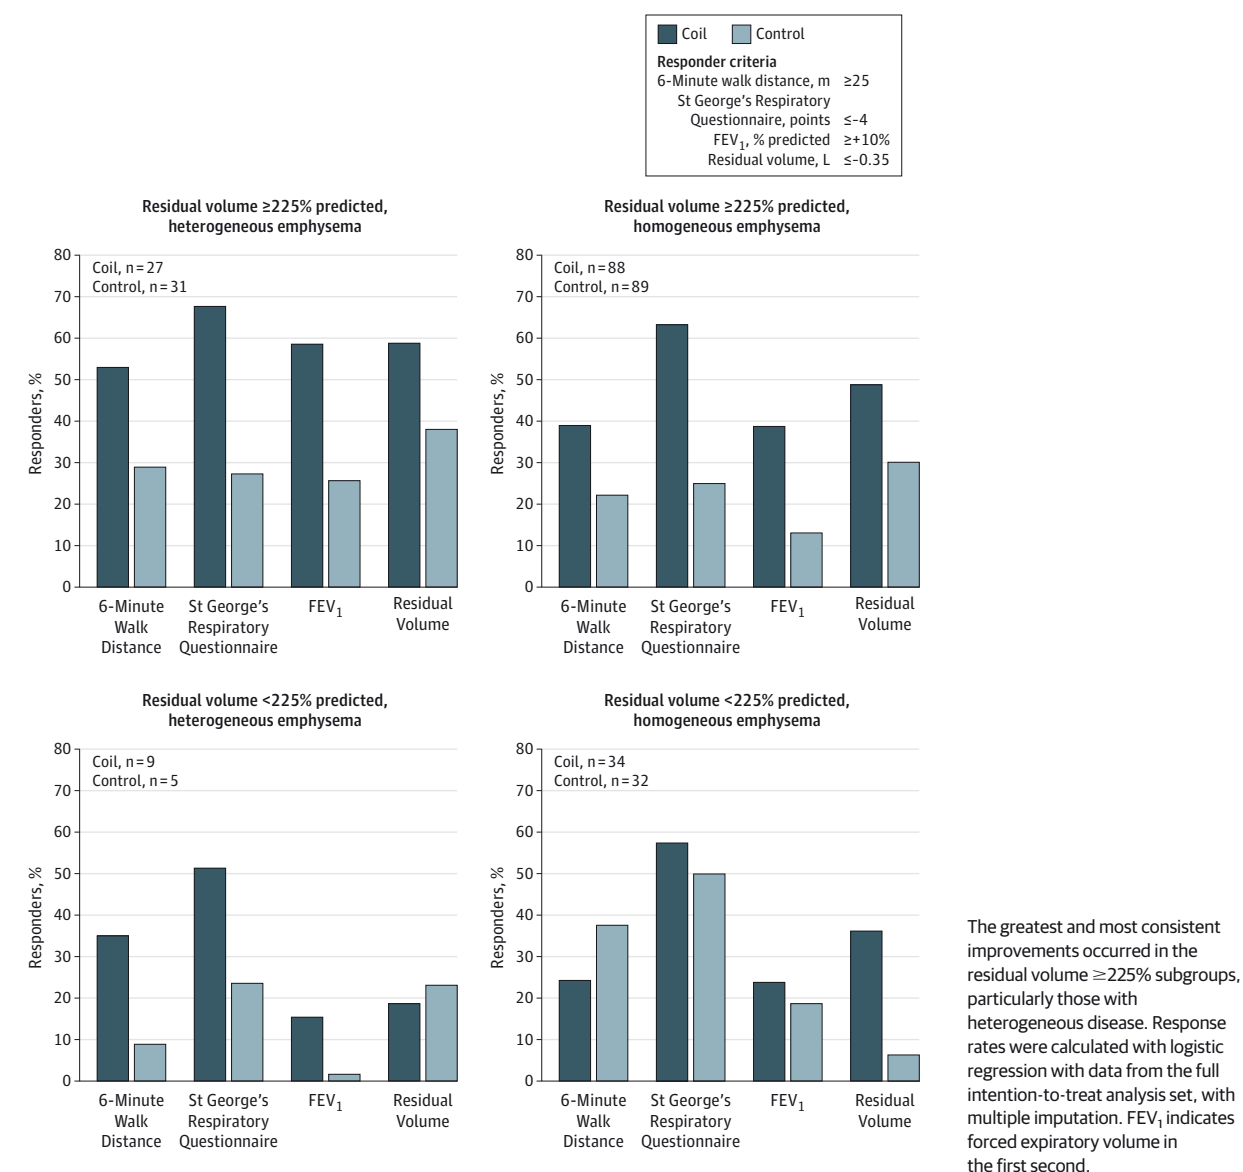 Coil Control
Responder criteria
6-Minute walk distance, m ≥25
St George's Respiratory
Questionnaire, points ≤-4
FEV1, % predicted ≥+10%
Residual volume, L ≤-0.35
Residual volume ≥225% predicted,
heterogeneous emphysema
Coil, n=27
Control, n=31
Responders, %
80
70
60
50
40
30
20
10
0
6-Minute
Walk
Distance
St George's
Respiratory
Questionnaire
FEV1
Residual
Volume
Residual volume ≥225% predicted,
homogeneous emphysema
Coil, n=88
Control, n=89
Responders, %
80
70
60
50
40
30
20
10
0
6-Minute
Walk
Distance
St George's
Respiratory
Questionnaire
FEV1
Residual
Volume
Residual volume <225% predicted,
heterogeneous emphysema
Coil, n=9
Control, n=5
Responders, %
80
70
60
50
40
30
20
10
0
6-Minute
Walk
Distance
St George's
Respiratory
Questionnaire
FEV1
Residual
Volume
Residual volume <225% predicted,
homogeneous emphysema
Coil, n=34
Control, n=32
Responders, %
80
70
60
50
40
30
20
10
0
6-Minute
Walk
Distance
St George's
Respiratory
Questionnaire
FEV1
Residual
Volume
The greatest and most consistent
improvements occurred in the
residual volume ≥225% subgroups,
particularly those with
heterogeneous disease. Response
rates were calculated with logistic
regression with data from the full
intention-to-treat analysis set, with
multiple imputation. FEV1 indicates
forced expiratory volume in
the first second.